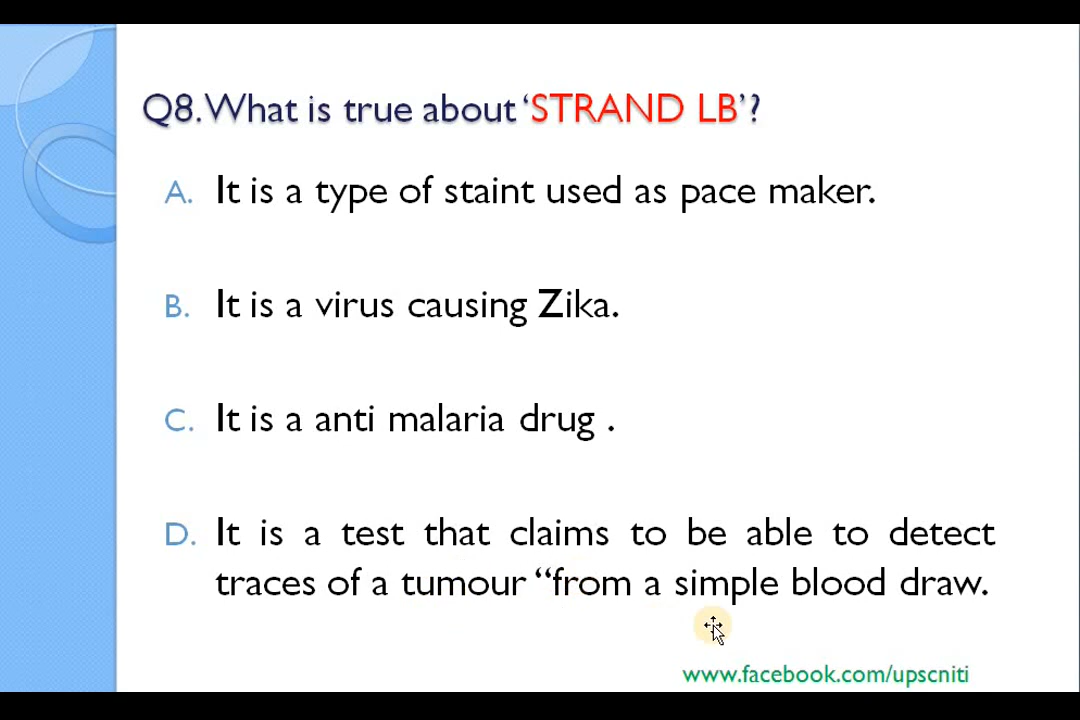 Q8. What is true about ‘STRAND LB’?
A. It is a type of staint used as pace maker.
B. It is a virus causing Zika.
C. It is a anti malaria drug .
D. It is a test that claims to be able to detect
traces of a tumour “from a simple blood draw.
www.facebook.com/upscniti